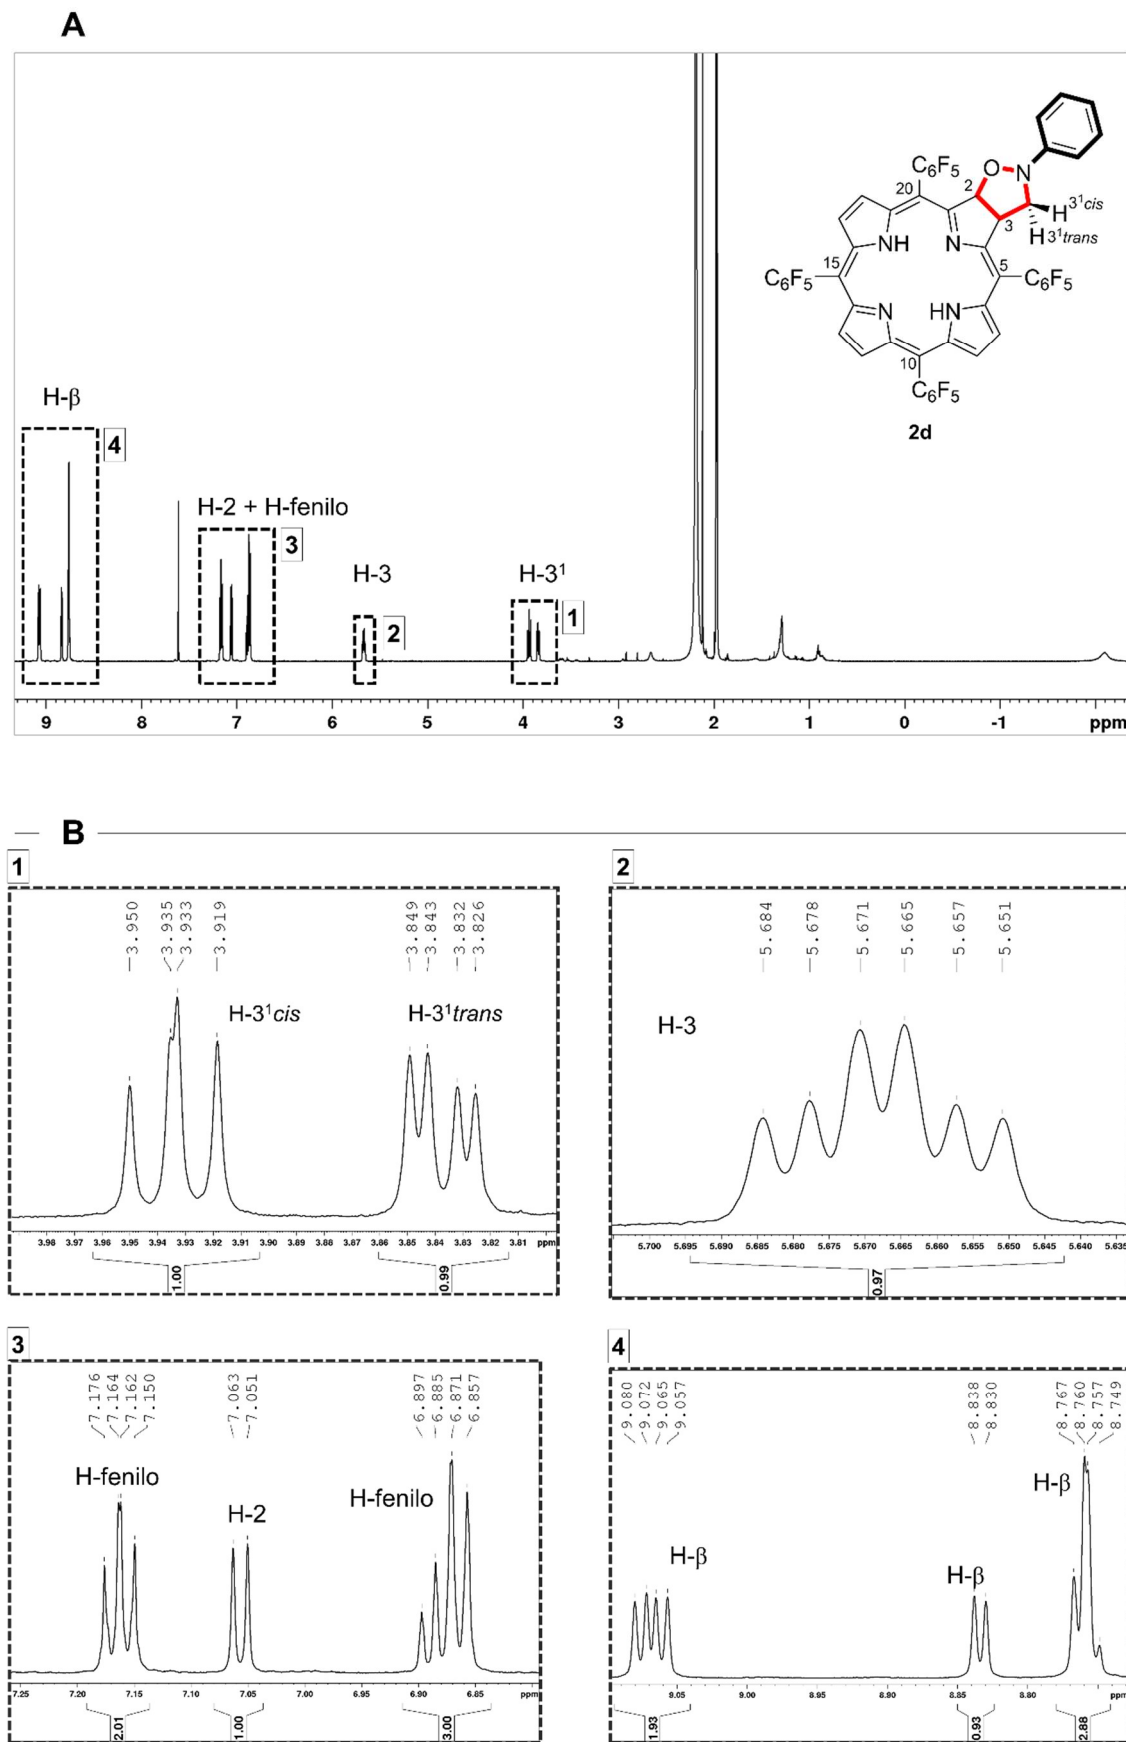 A
C6F5
O
N
2
20
3
H3¹cis
H3¹trans
NH
N
15
5
C6F5
C6F5
N
HN
10
C6F5
2d
H-β
4
H-2 + H-fenilo
3
H-3
2
H-3¹
1
9 8 7 6 5 4 3 2 1 0 -1 ppm
B
1
3.950
3.935
3.933
3.919
3.849
3.843
3.832
3.826
H-3¹cis
H-3¹trans
3.98 3.97 3.96 3.95 3.94 3.93 3.92 3.91 3.90 3.89 3.88 3.87 3.86 3.85 3.84 3.83 3.82 3.81 ppm
1.00
0.99
2
5.684
5.678
5.671
5.665
5.657
5.651
H-3
5.700 5.695 5.690 5.685 5.680 5.675 5.670 5.665 5.660 5.655 5.650 5.645 5.640 5.635
0.97
3
7.176
7.164
7.162
7.150
7.063
7.051
6.897
6.885
6.871
6.857
H-fenilo
H-2
H-fenilo
7.25 7.20 7.15 7.10 7.05 7.00 6.95 6.90 6.85 ppm
2.01
1.00
3.00
4
9.080
9.072
9.065
9.057
8.838
8.830
8.767
8.760
8.757
8.749
H-β
H-β
H-β
9.05 9.00 8.95 8.90 8.85 8.80 ppm
1.93
0.93
2.88